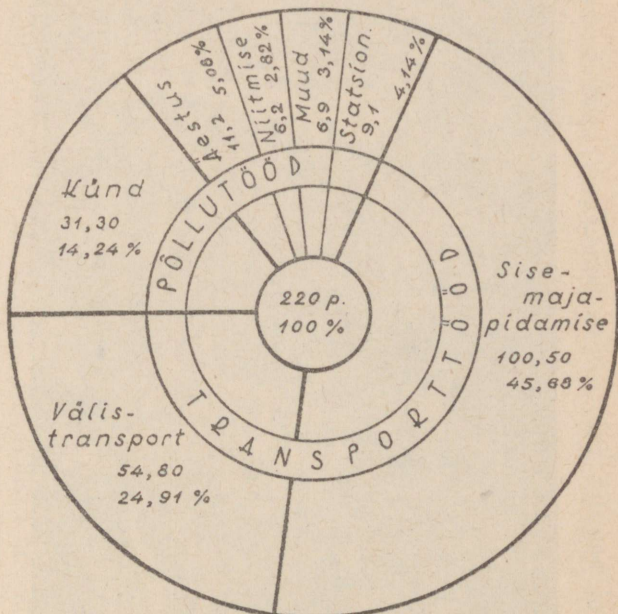 Äestus
11,2 5,08%
Niitmise
6,2 2,82%
Muud
6,9 3,14%
Statsion.
9,1 4,14%
Künd
31,30
14,24%
PÕLLUTÖÖD
220 p.
100%
Sise-
maja-
pidamise
100,50
45,68%
Välis-
transport
54,80
24,91%
TRANSPORTTÖÖD